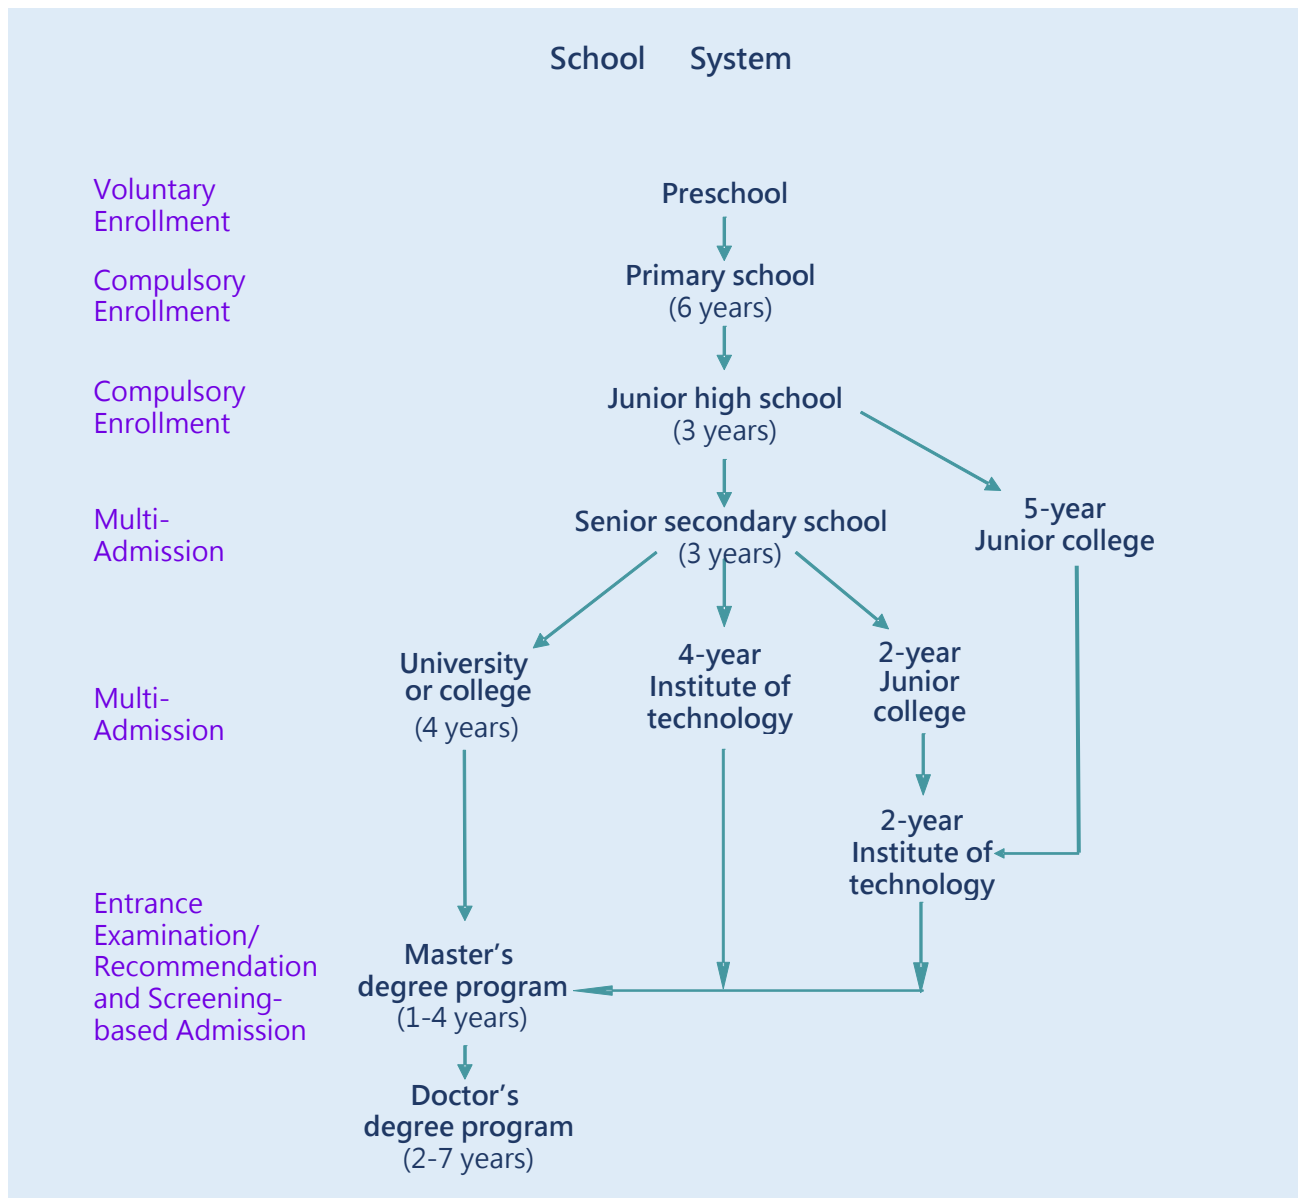 School System
Voluntary
Enrollment
Preschool
Compulsory
Enrollment
Primary school
(6 years)
Compulsory
Enrollment
Junior high school
(3 years)
Multi-
Admission
Senior secondary school
(3 years)
5-year
Junior college
Multi-
Admission
University
or college
(4 years)
4-year
Institute of
technology
2-year
Junior
college
2-year
Institute of
technology
Entrance
Examination/
Recommendation
and Screening-
based Admission
Master's
degree program
(1-4 years)
Doctor's
degree program
(2-7 years)